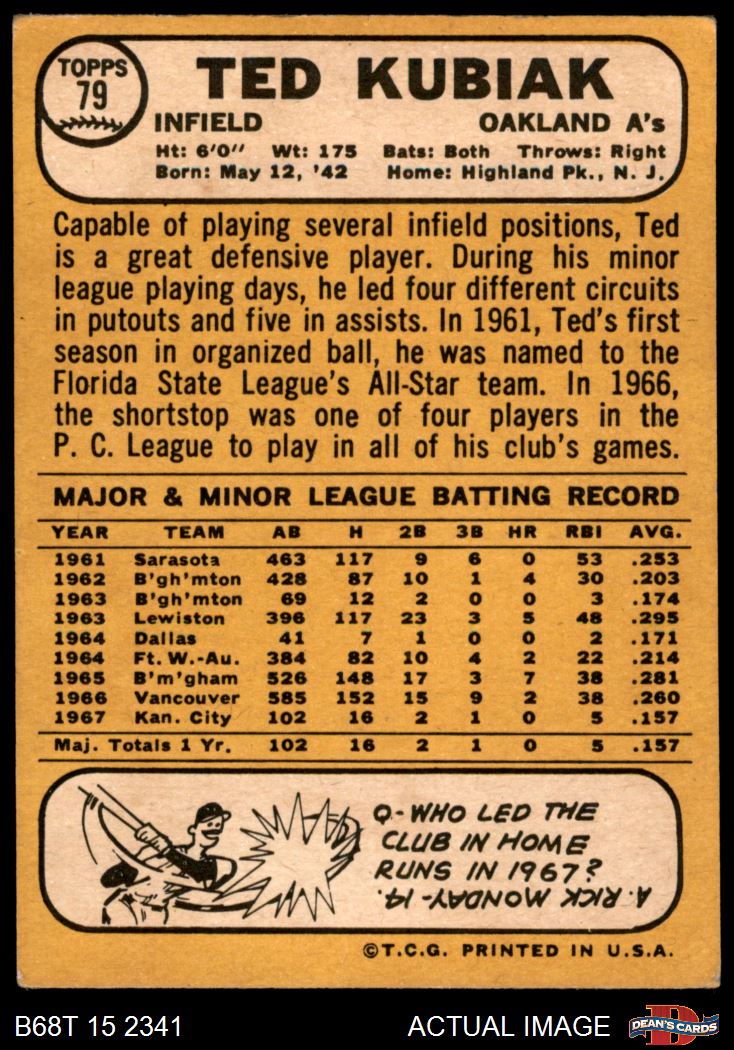 TOPPS
79
TED KUBIAK
INFIELD OAKLAND A's
Ht: 6'0" Wt: 175 Bats: Both Throws: Right
Born: May 12, '42 Home: Highland Pk., N. J.
Capable of playing several infield positions, Ted
is a great defensive player. During his minor
league playing days, he led four different circuits
in putouts and five in assists. In 1961, Ted's first
season in organized ball, he was named to the
Florida State League's All-Star team. In 1966,
the shortstop was one of four players in the
P. C. League to play in all of his club's games.
MAJOR & MINOR LEAGUE BATTING RECORD
YEAR TEAM AB H 2B 3B HR RBI AVG.
1961 Sarasota 463 117 9 6 0 53 .253
1962 B'gh'mton 428 87 10 1 4 30 .203
1963 B'gh'mton 69 12 2 0 0 3 .174
1963 Lewiston 396 117 23 3 5 48 .295
1964 Dallas 41 7 1 0 0 2 .171
1964 Ft. W.-Au. 384 82 10 4 2 22 .214
1965 B'm'gham 526 148 17 3 7 38 .281
1966 Vancouver 585 152 15 9 2 38 .260
1967 Kan. City 102 16 2 1 0 5 .157
Maj. Totals 1 Yr. 102 16 2 1 0 5 .157
Q-WHO LED THE
CLUB IN HOME
RUNS IN 1967?
A. RICK MONDAY-14.
©T.C.G. PRINTED IN U.S.A.
B68T 15 2341 ACTUAL IMAGE
D
DEAN'S CARDS